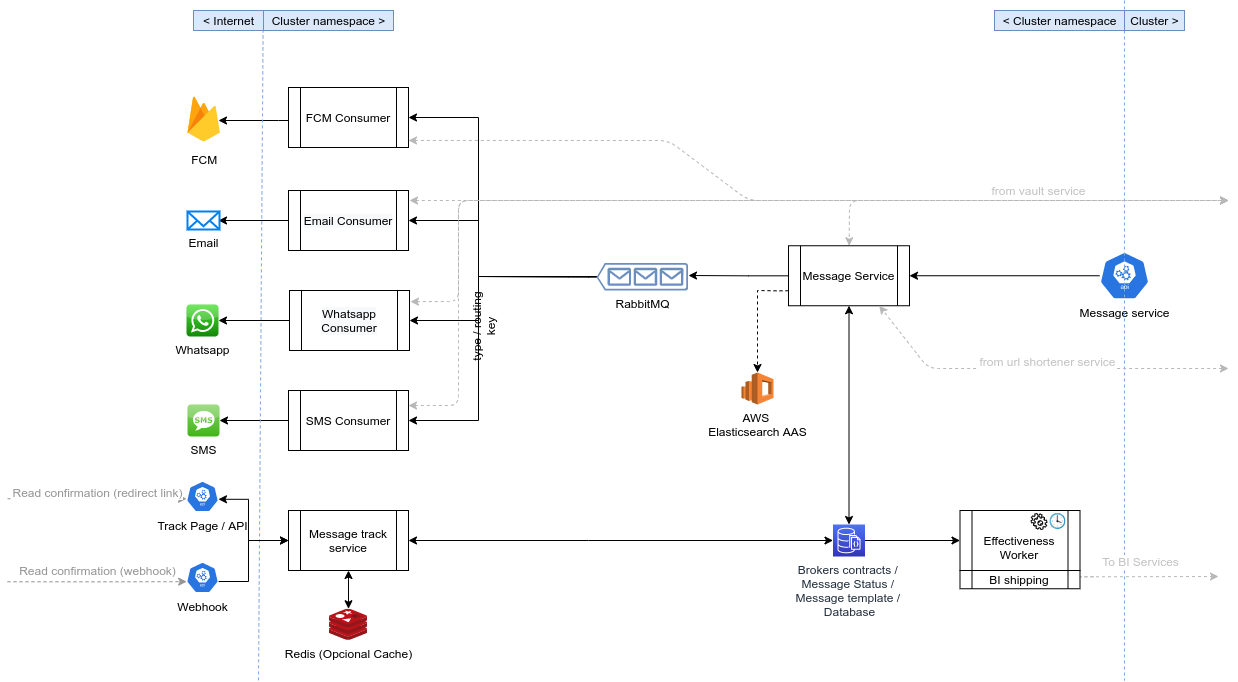 < Internet
Cluster namespace >
< Cluster namespace
Cluster >
FCM Consumer
FCM
from vault service
Email Consumer
Email
Message Service
RabbitMQ
api
Message service
Whatsapp
Consumer
Whatsapp
type / routing
key
from url shortener service
SMS Consumer
SMS
SMS
AWS
Elasticsearch AAS
Read confirmation (redirect link)
Track Page / API
Message track
service
Effectiveness
Worker
BI shipping
To BI Services
Read confirmation (webhook)
Webhook
Brokers contracts /
Message Status /
Message template /
Database
Redis (Opcional Cache)